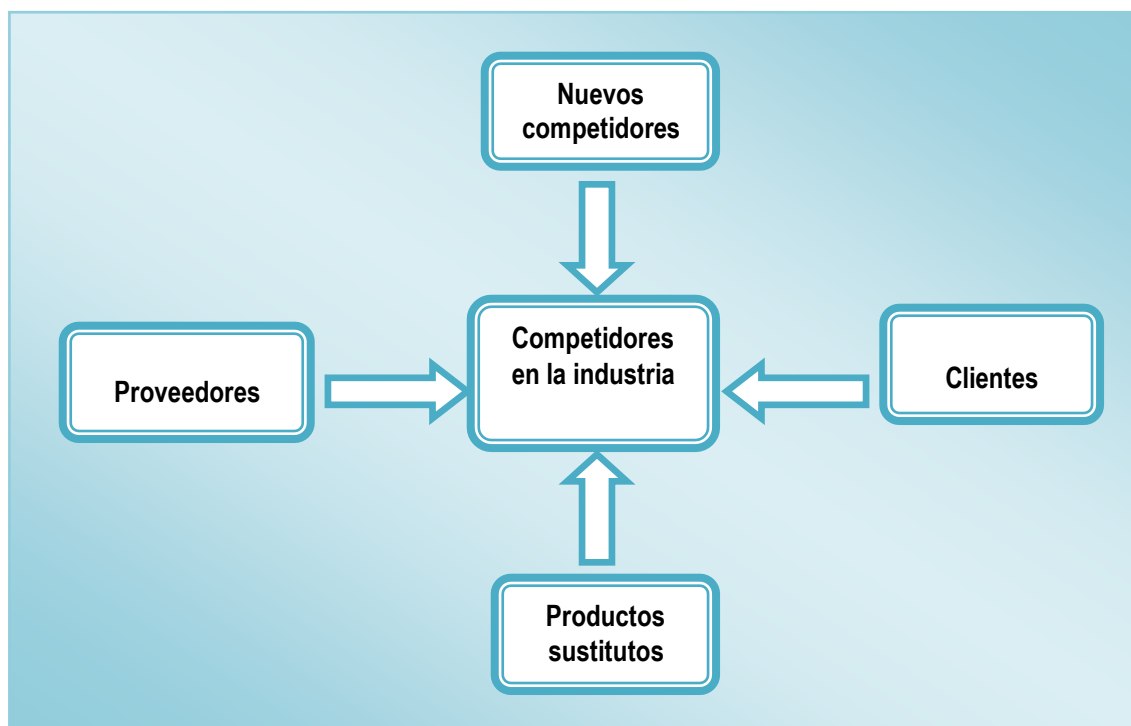 Nuevos
competidores
Competidores
en la industria
Proveedores
Clientes
Productos
sustitutos